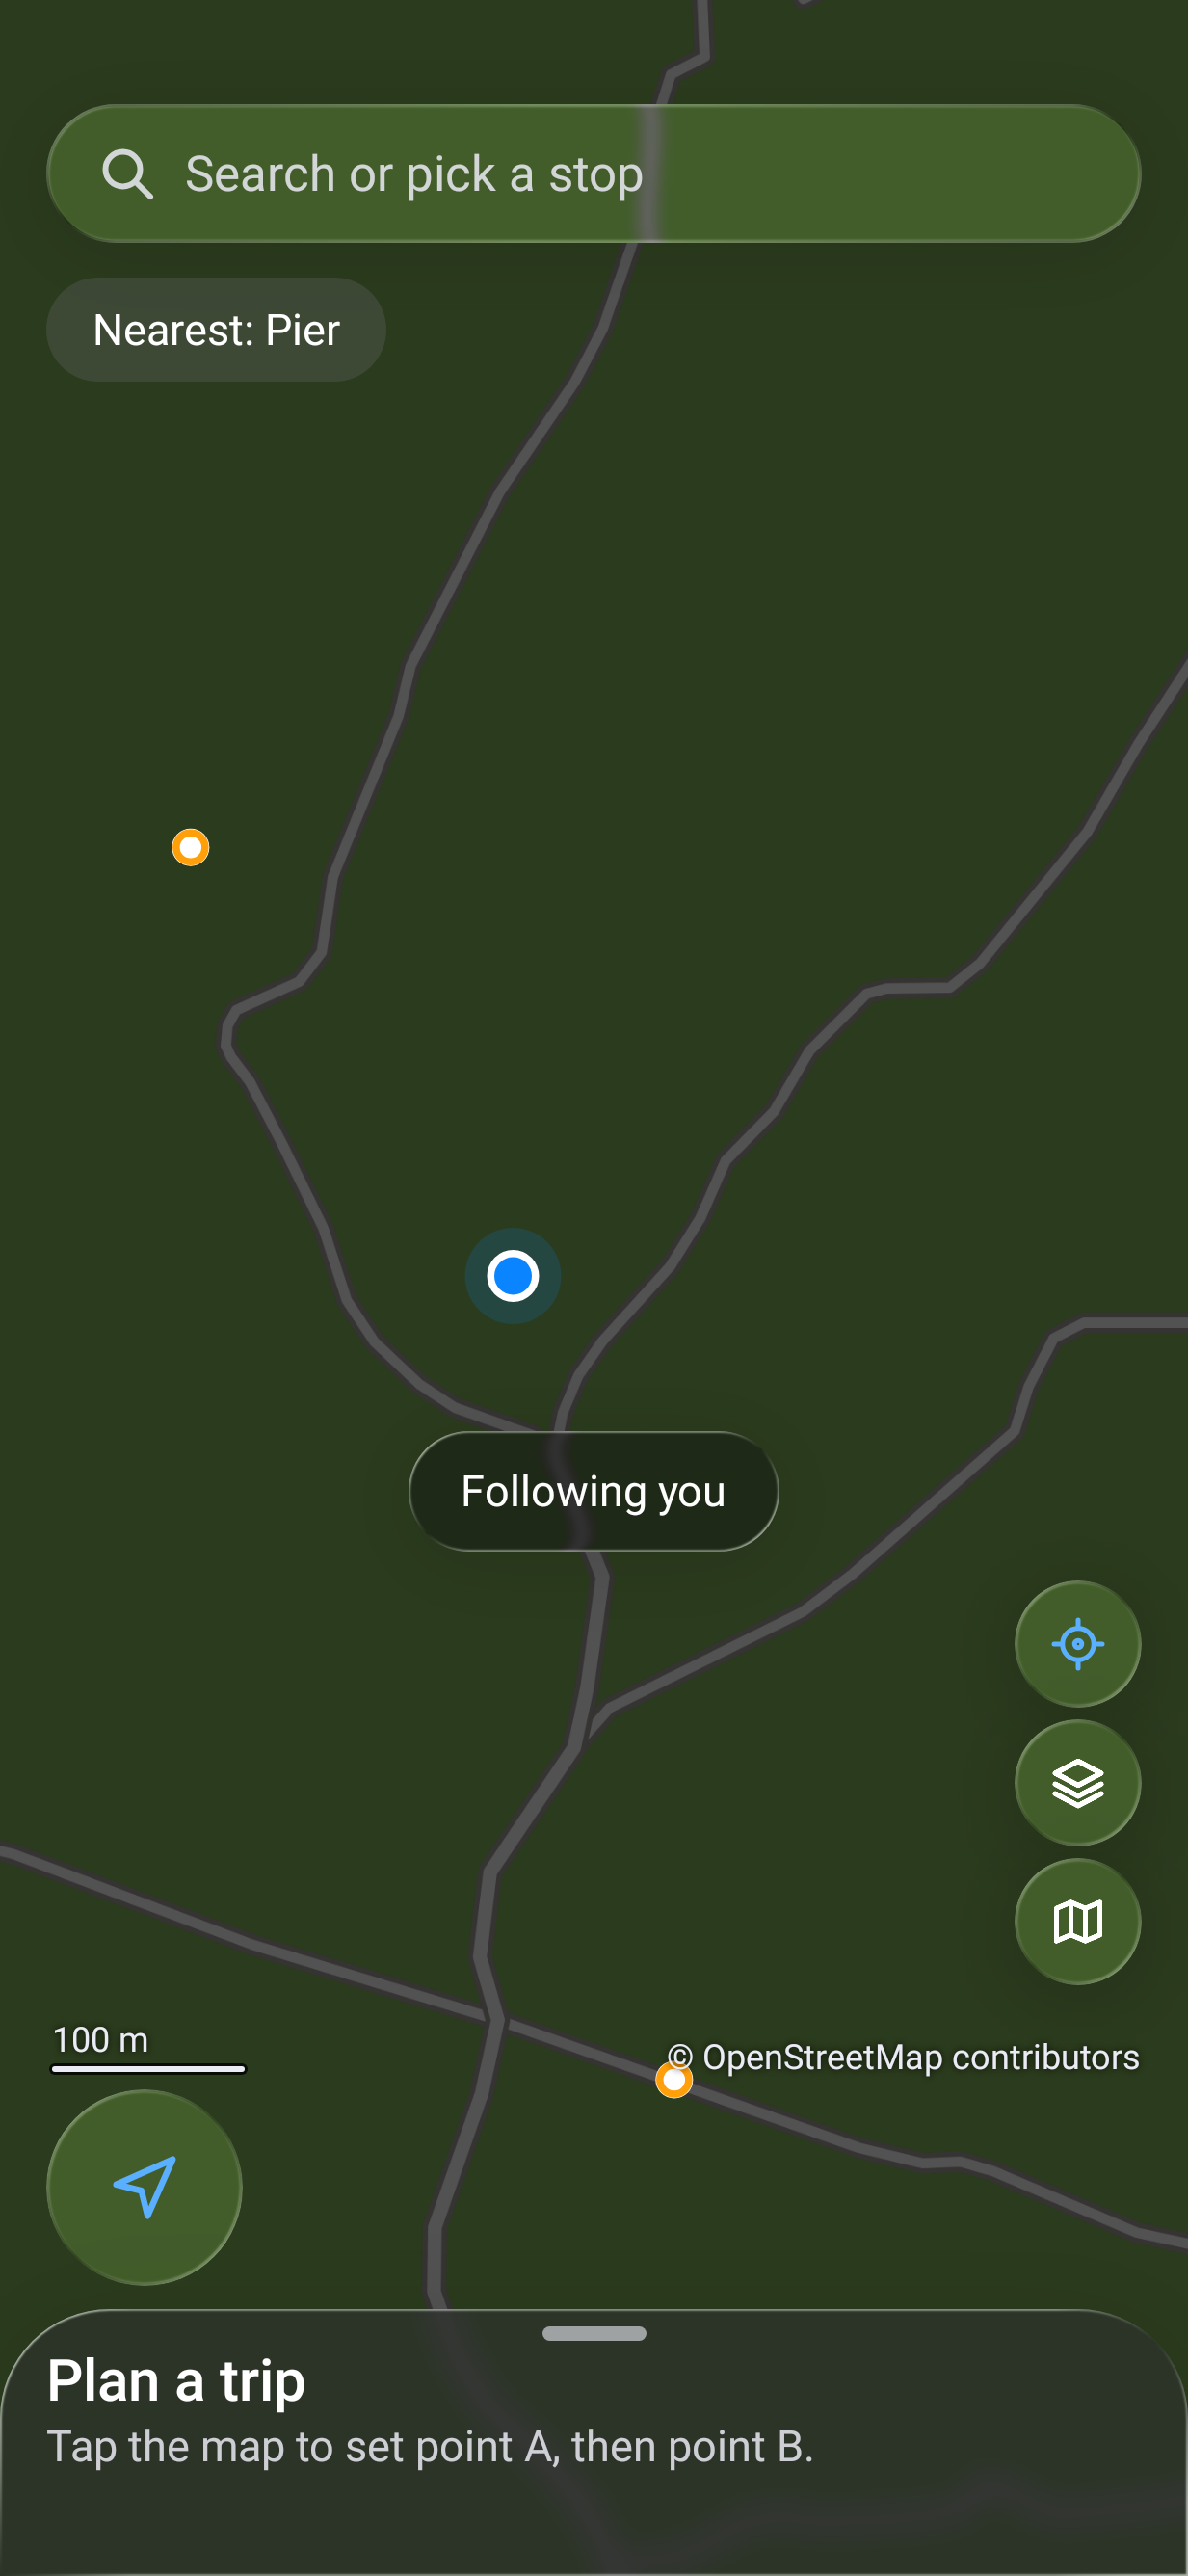 Search or pick a stop
Nearest: Pier
Following you
100 m
© OpenStreetMap contributors
Plan a trip
Tap the map to set point A, then point B.